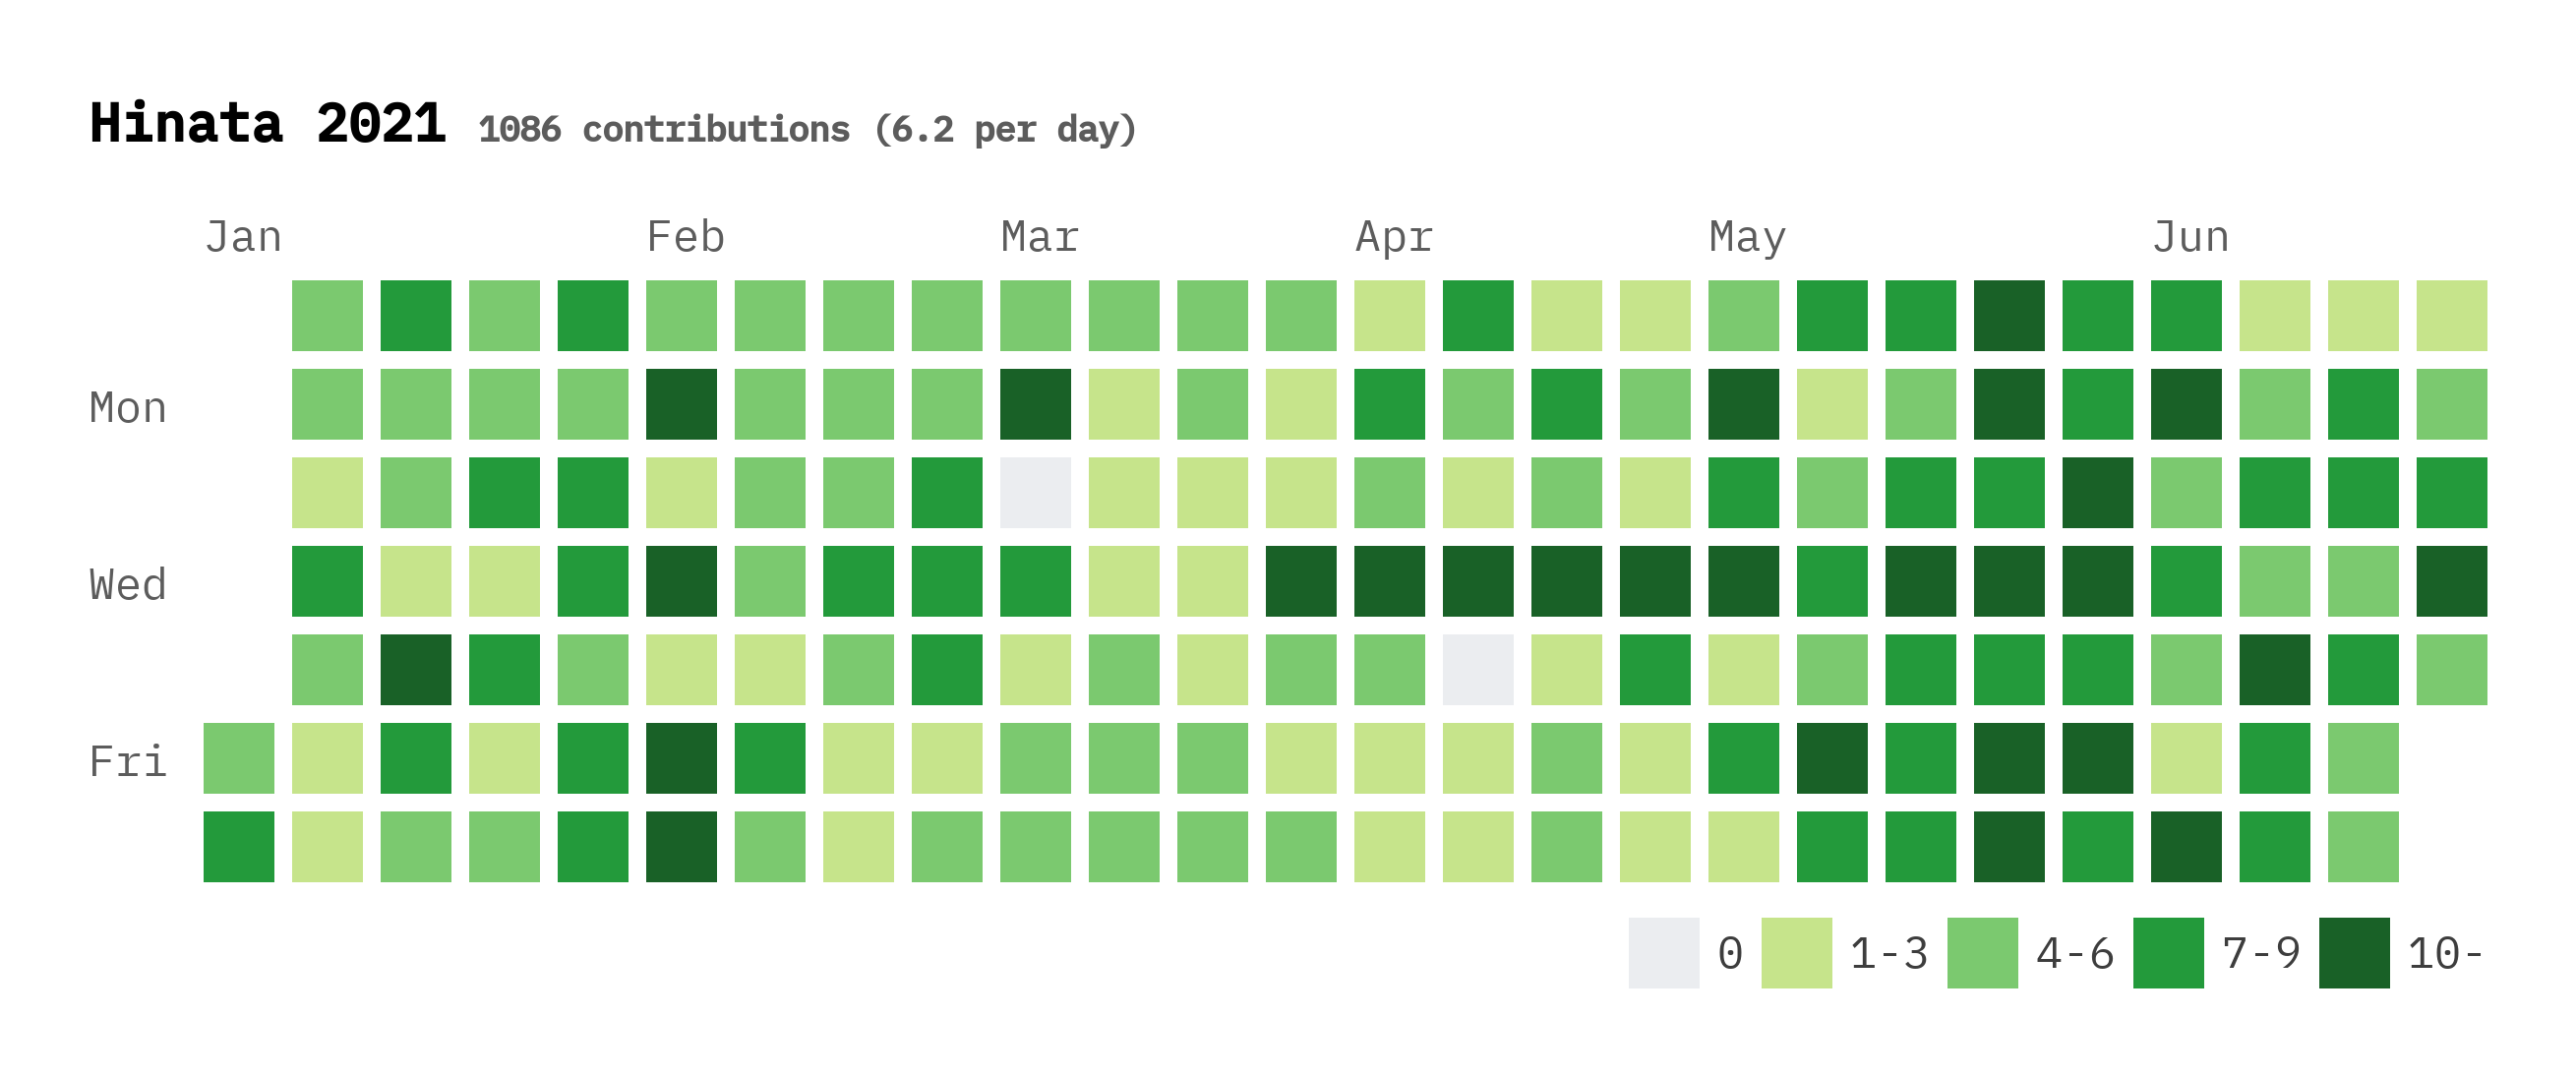 Hinata 2021 1086 contributions (6.2 per day)
Jan Feb Mar Apr May Jun
Mon
Wed
Fri
0 1-3 4-6 7-9 10-